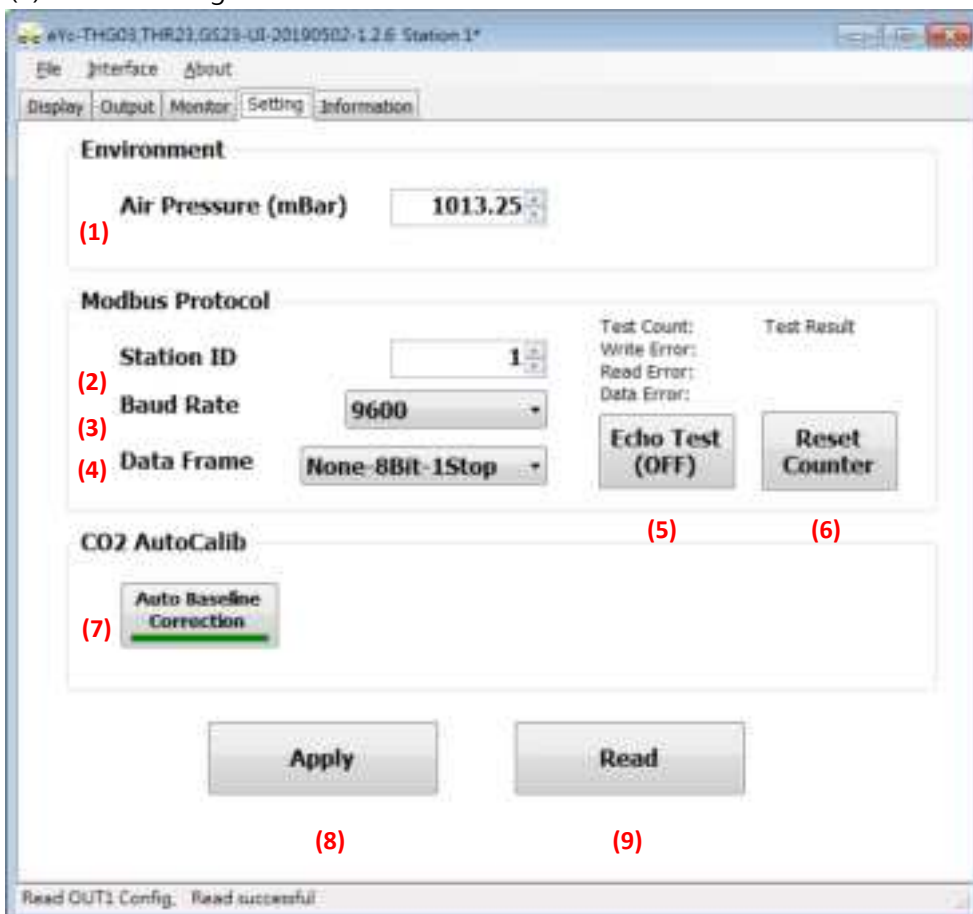 eYc-THG03,THR23,GS23-UI-20190502-1.2.6 Station 1*
File Interface About
Display Output Monitor Setting Information
Environment
Air Pressure (mBar) 1013.25
(1)
Modbus Protocol
Test Count: Test Result
Station ID 1 Write Error:
Read Error:
(2)
Data Error:
Baud Rate 9600
(3)
Echo Test (OFF) Reset Counter
(4) Data Frame None-8Bit-1Stop
(5) (6)
CO2 AutoCalib
Auto Baseline
Correction
(7)
Apply Read
(8) (9)
Read OUT1 Config, Read successful